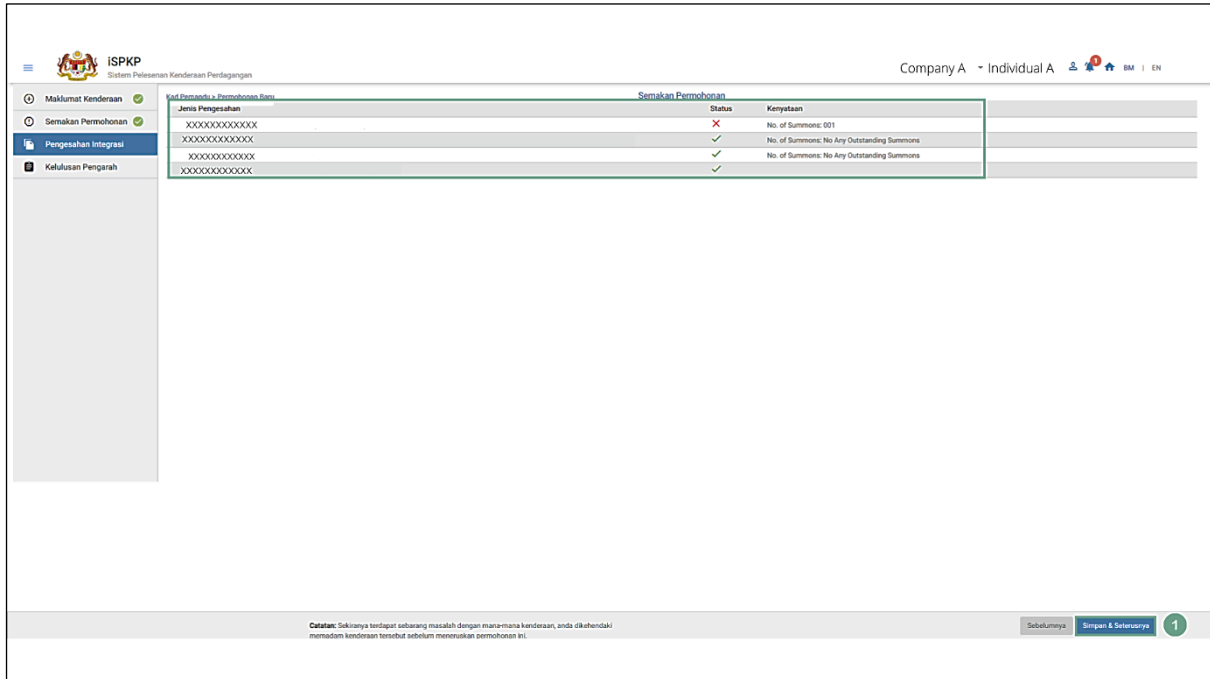 iSPKP
Sistem Pelesenan Kenderaan Perdagangan
Company A Individual A 1 BM | EN
Maklumat Kenderaan
Semakan Permohonan
Pengesahan Integrasi
Kelulusan Pengarah
Kad Pemandu > Permohonan Baru
Semakan Permohonan
Jenis Pengesahan Status Kenyataan
XXXXXXXXXXXX No. of Summons: 001
XXXXXXXXXXXX No. of Summons: No Any Outstanding Summons
XXXXXXXXXXXX No. of Summons: No Any Outstanding Summons
XXXXXXXXXXXX
Catatan: Sekiranya terdapat sebarang masalah dengan mana-mana kenderaan, anda dikehendaki
memadam kenderaan tersebut sebelum meneruskan permohonan ini.
Sebelumnya Simpan & Seterusnya 1